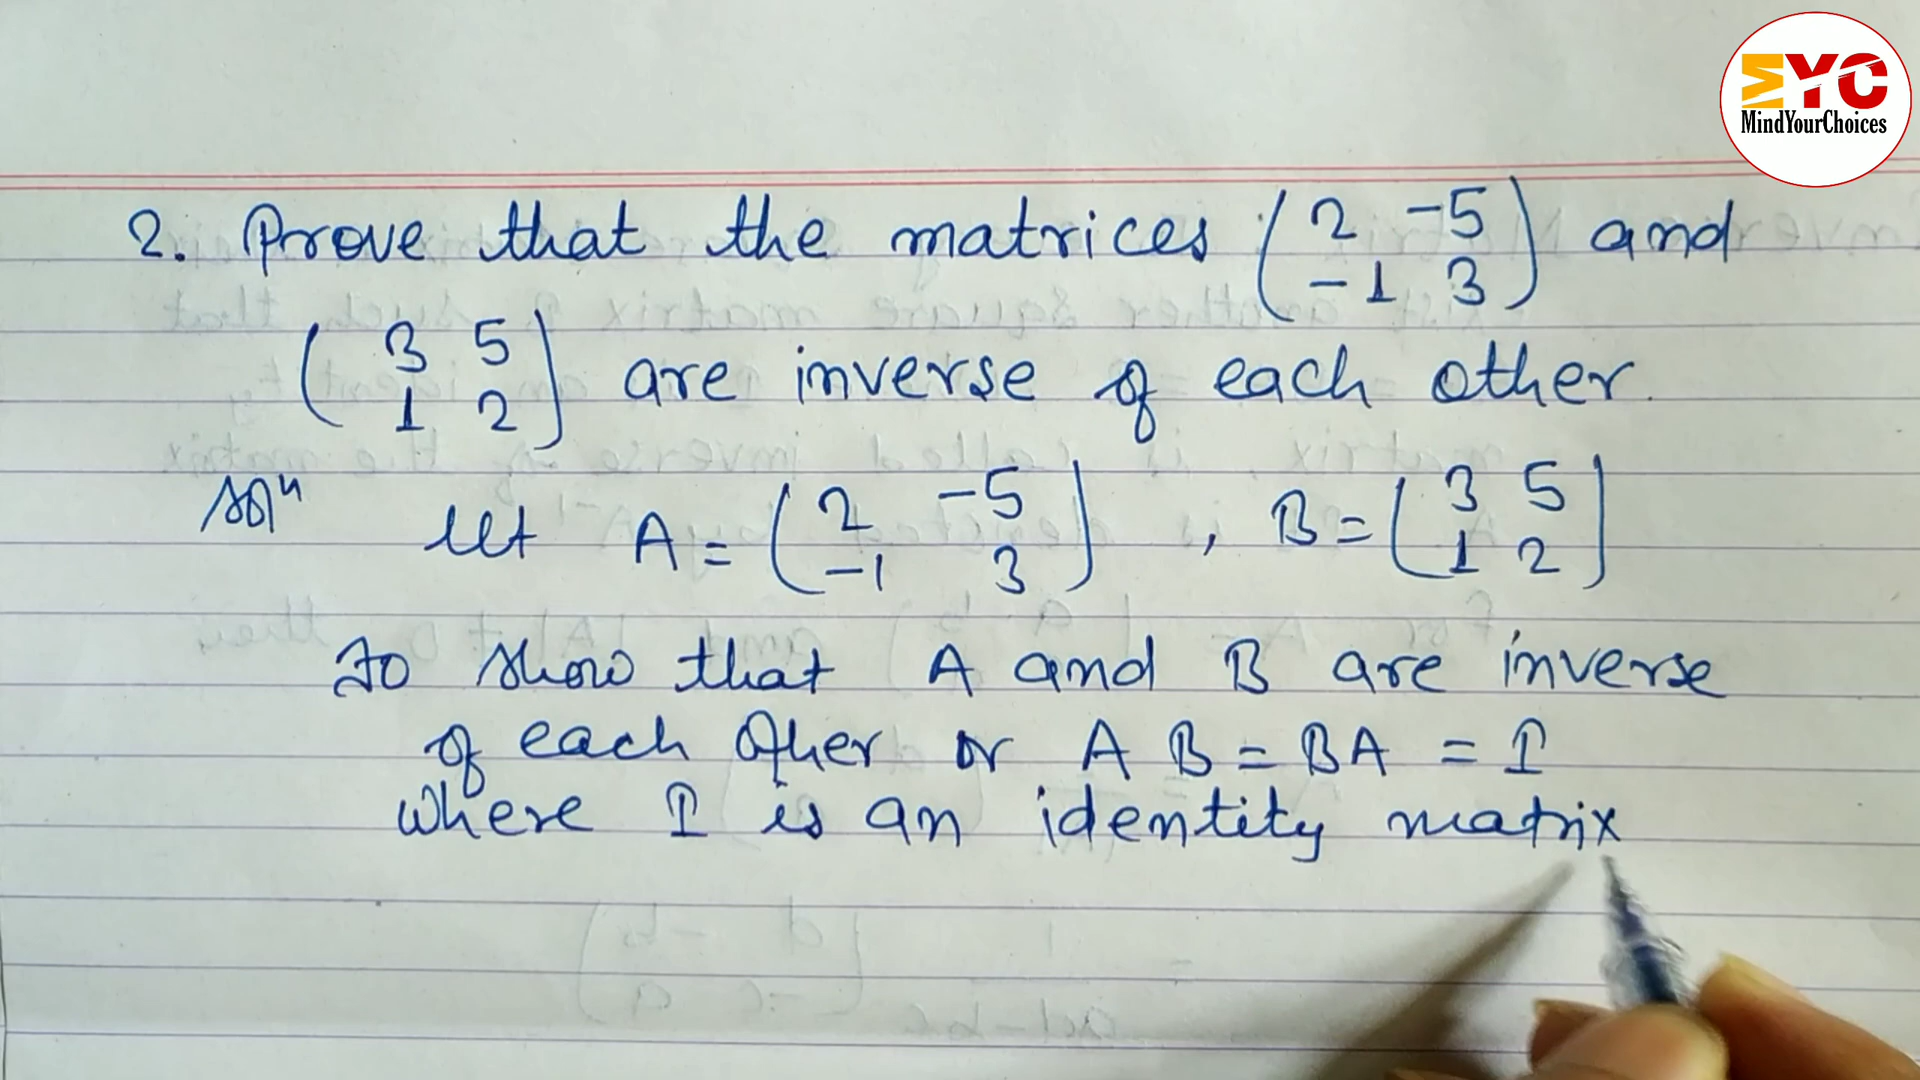 MYC
MindYourChoices
2. Prove that the matrices (2 -5
-1 3) and
(3 5
1 2) are inverse of each other.
Solⁿ Let A = (2 -5
-1 3), B = (3 5
1 2)
To show that A and B are inverse
of each other or A B = BA = I
where I is an identity matrix